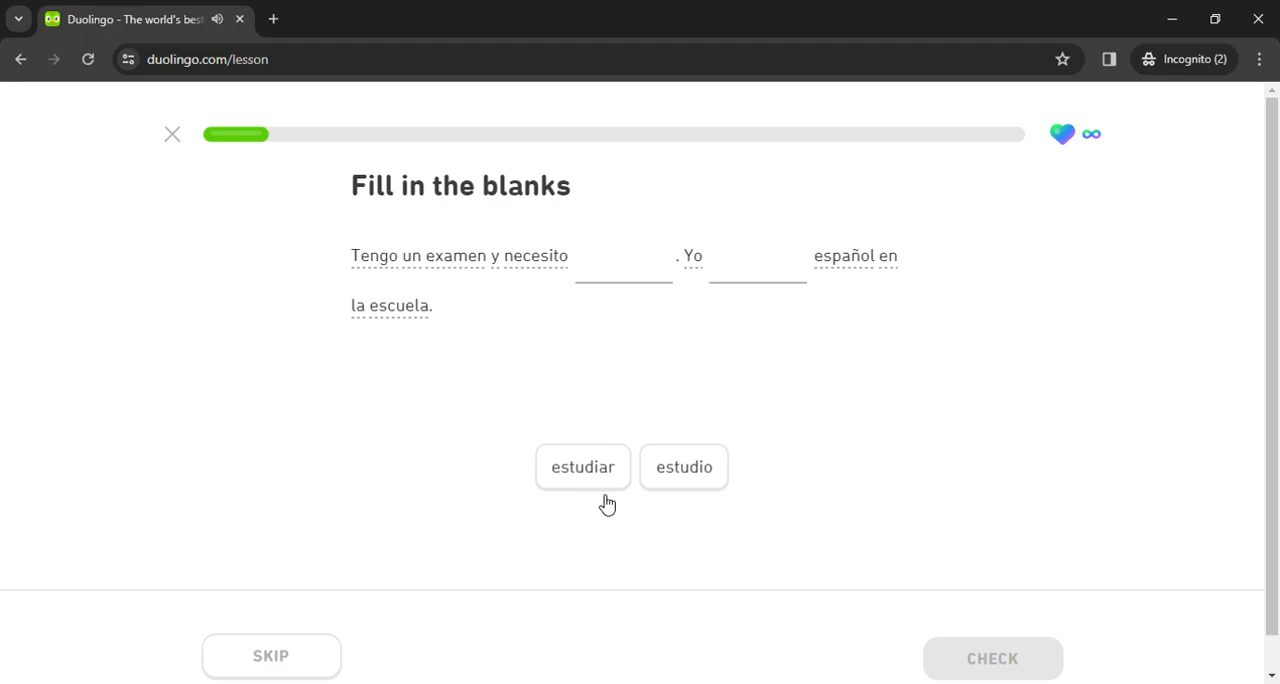 Duolingo - The world's best
duolingo.com/lesson
Incognito (2)
Fill in the blanks
Tengo un examen y necesito . Yo español en
la escuela.
estudiar estudio
SKIP CHECK